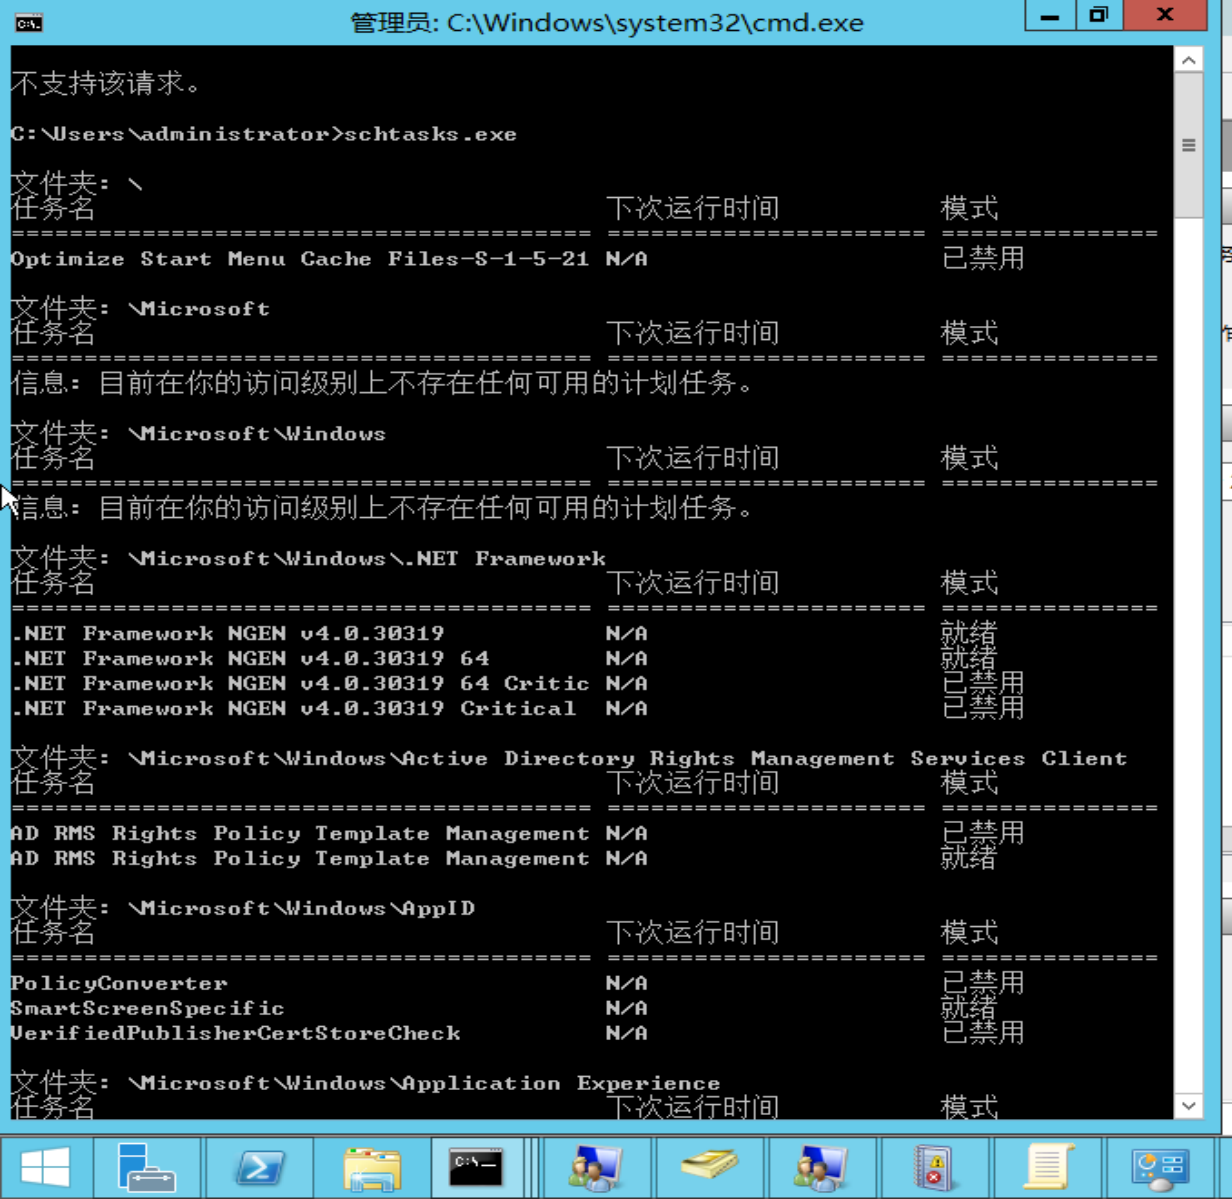 管理员: C:\Windows\system32\cmd.exe
不支持该请求。
C:\Users\administrator>schtasks.exe
文件夹: \
任务名 下次运行时间 模式
======================================== ====================== ===============
Optimize Start Menu Cache Files-S-1-5-21 N/A 已禁用
文件夹: \Microsoft
任务名 下次运行时间 模式
======================================== ====================== ===============
信息: 目前在你的访问级别上不存在任何可用的计划任务。
文件夹: \Microsoft\Windows
任务名 下次运行时间 模式
======================================== ====================== ===============
信息: 目前在你的访问级别上不存在任何可用的计划任务。
文件夹: \Microsoft\Windows\.NET Framework
任务名 下次运行时间 模式
======================================== ====================== ===============
.NET Framework NGEN v4.0.30319 N/A 就绪
.NET Framework NGEN v4.0.30319 64 N/A 就绪
.NET Framework NGEN v4.0.30319 64 Critic N/A 已禁用
.NET Framework NGEN v4.0.30319 Critical N/A 已禁用
文件夹: \Microsoft\Windows\Active Directory Rights Management Services Client
任务名 下次运行时间 模式
======================================== ====================== ===============
AD RMS Rights Policy Template Management N/A 已禁用
AD RMS Rights Policy Template Management N/A 就绪
文件夹: \Microsoft\Windows\AppID
任务名 下次运行时间 模式
======================================== ====================== ===============
PolicyConverter N/A 已禁用
SmartScreenSpecific N/A 就绪
VerifiedPublisherCertStoreCheck N/A 已禁用
文件夹: \Microsoft\Windows\Application Experience
任务名 下次运行时间 模式